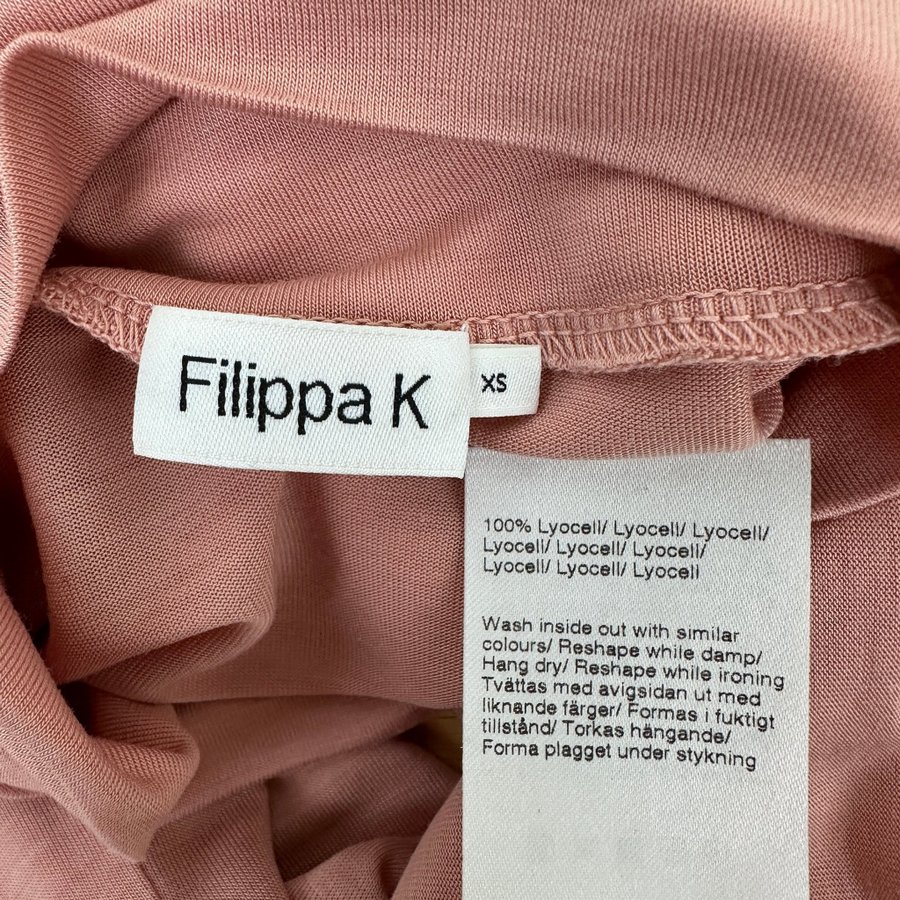 Filippa K
XS
100% Lyocell/ Lyocell/ Lyocell/
Lyocell/ Lyocell/ Lyocell/
Lyocell/ Lyocell/ Lyocell
Wash inside out with similar
colours/ Reshape while damp/
Hang dry/ Reshape while ironing
Tvättas med avigsidan ut med
liknande färger/ Formas i fuktigt
tillstånd/ Torkas hängande/
Forma plagget under stykning